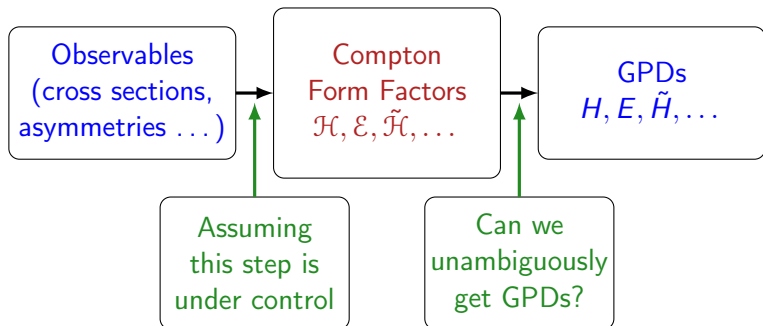 Observables
(cross sections,
asymmetries …)
Compton
Form Factors
ℋ, ℰ, ℋ̃, …
GPDs
H, E, H̃, …
Assuming
this step is
under control
Can we
unambiguously
get GPDs?